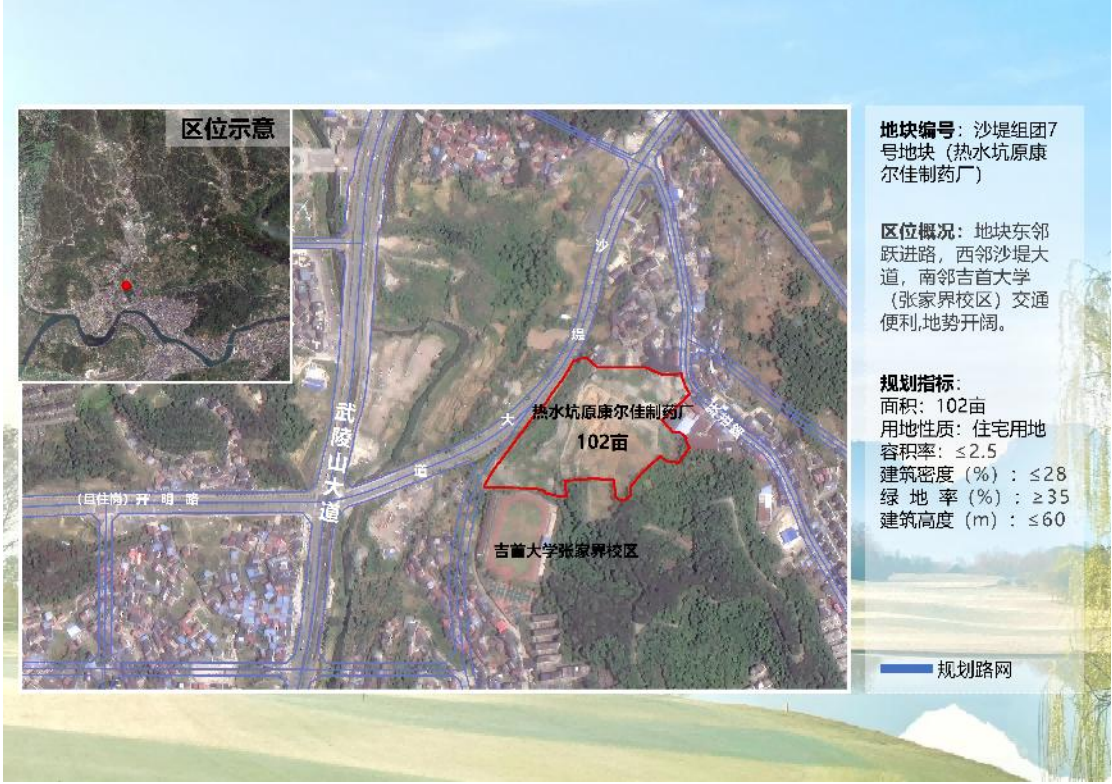 区位示意
沙
堤
大
道
武陵山大道
(且住岗)开 明 路
热水坑原康尔佳制药厂
102亩
吉首大学张家界校区
地块编号：沙堤组团7
号地块（热水坑原康
尔佳制药厂）
区位概况：地块东邻
跃进路，西邻沙堤大
道，南邻吉首大学
（张家界校区）交通
便利,地势开阔。
规划指标：
面积：102亩
用地性质：住宅用地
容积率：≤2.5
建筑密度（%）：≤28
绿 地 率（%）：≥35
建筑高度（m）：≤60
规划路网